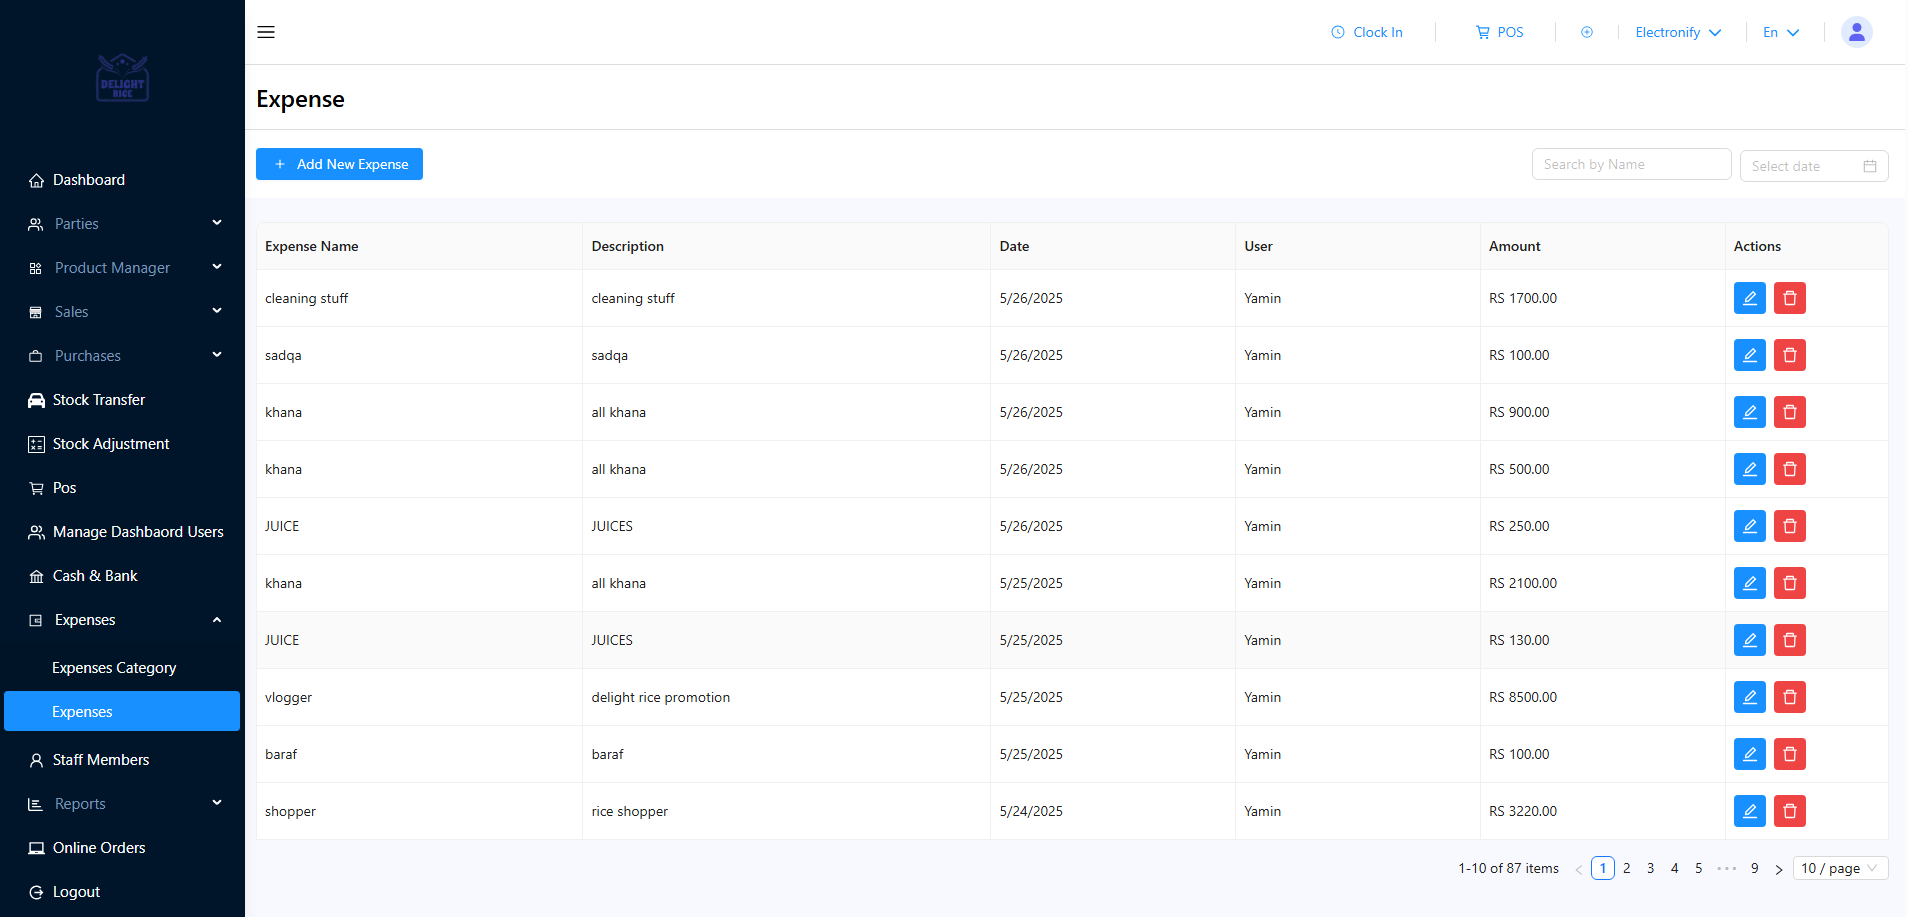 DELIGHT
RICE
Clock In
POS
Electronify
En
Expense
Add New Expense
Search by Name
Select date
Dashboard
Parties
Product Manager
Sales
Purchases
Stock Transfer
Stock Adjustment
Pos
Manage Dashbaord Users
Cash & Bank
Expenses
Expenses Category
Expenses
Staff Members
Reports
Online Orders
Logout
Expense Name Description Date User Amount Actions
cleaning stuff cleaning stuff 5/26/2025 Yamin RS 1700.00
sadqa sadqa 5/26/2025 Yamin RS 100.00
khana all khana 5/26/2025 Yamin RS 900.00
khana all khana 5/26/2025 Yamin RS 500.00
JUICE JUICES 5/26/2025 Yamin RS 250.00
khana all khana 5/25/2025 Yamin RS 2100.00
JUICE JUICES 5/25/2025 Yamin RS 130.00
vlogger delight rice promotion 5/25/2025 Yamin RS 8500.00
baraf baraf 5/25/2025 Yamin RS 100.00
shopper rice shopper 5/24/2025 Yamin RS 3220.00
1-10 of 87 items < 1 2 3 4 5 ••• 9 > 10 / page